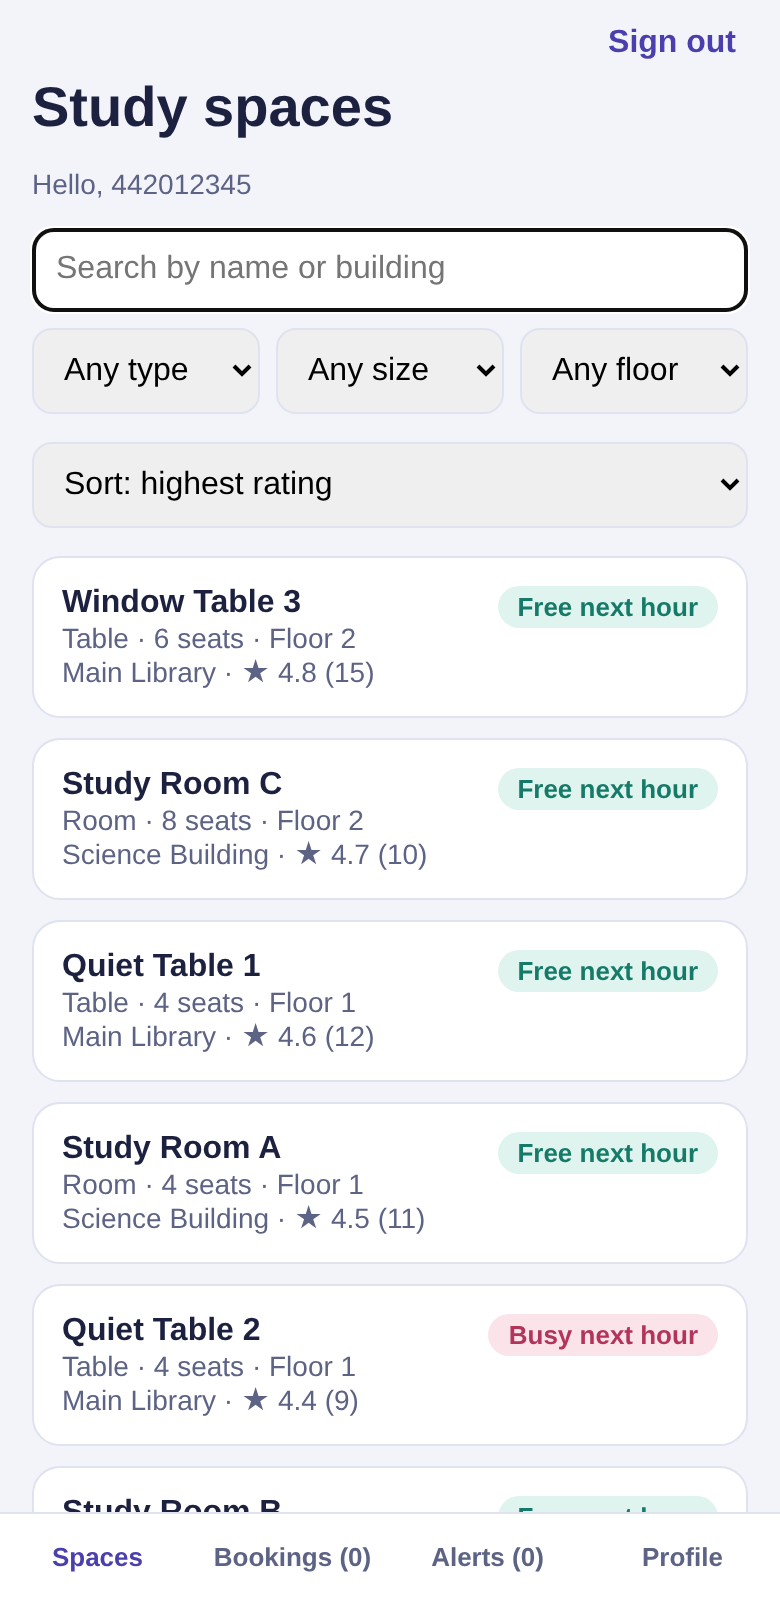 Sign out
Study spaces
Hello, 442012345
Search by name or building
Any type Any size Any floor
Sort: highest rating
Window Table 3 Free next hour
Table · 6 seats · Floor 2
Main Library · ★ 4.8 (15)
Study Room C Free next hour
Room · 8 seats · Floor 2
Science Building · ★ 4.7 (10)
Quiet Table 1 Free next hour
Table · 4 seats · Floor 1
Main Library · ★ 4.6 (12)
Study Room A Free next hour
Room · 4 seats · Floor 1
Science Building · ★ 4.5 (11)
Quiet Table 2 Busy next hour
Table · 4 seats · Floor 1
Main Library · ★ 4.4 (9)
Study Room B Free next hour
Spaces Bookings (0) Alerts (0) Profile